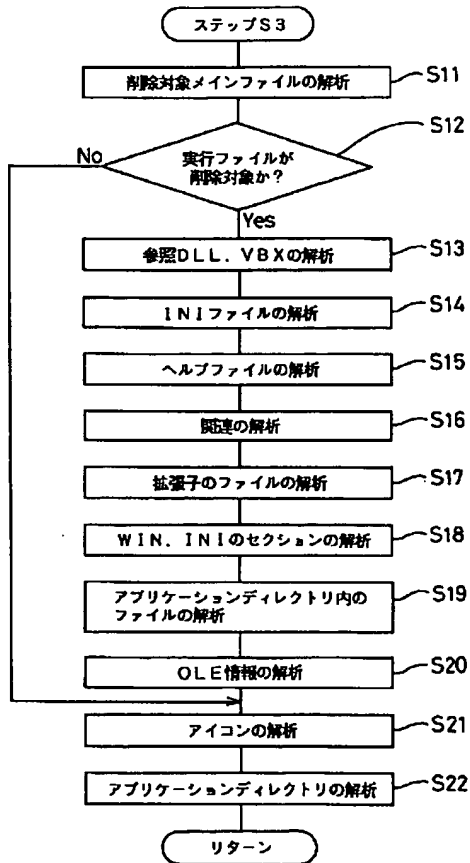 ステップS3
削除対象メインファイルの解析
S11
S12
実行ファイルが
削除対象か?
No
Yes
参照DLL．VBXの解析
S13
INIファイルの解析
S14
ヘルプファイルの解析
S15
関連の解析
S16
拡張子のファイルの解析
S17
WIN．INIのセクションの解析
S18
アプリケーションディレクトリ内の
ファイルの解析
S19
OLE情報の解析
S20
アイコンの解析
S21
アプリケーションディレクトリの解析
S22
リターン